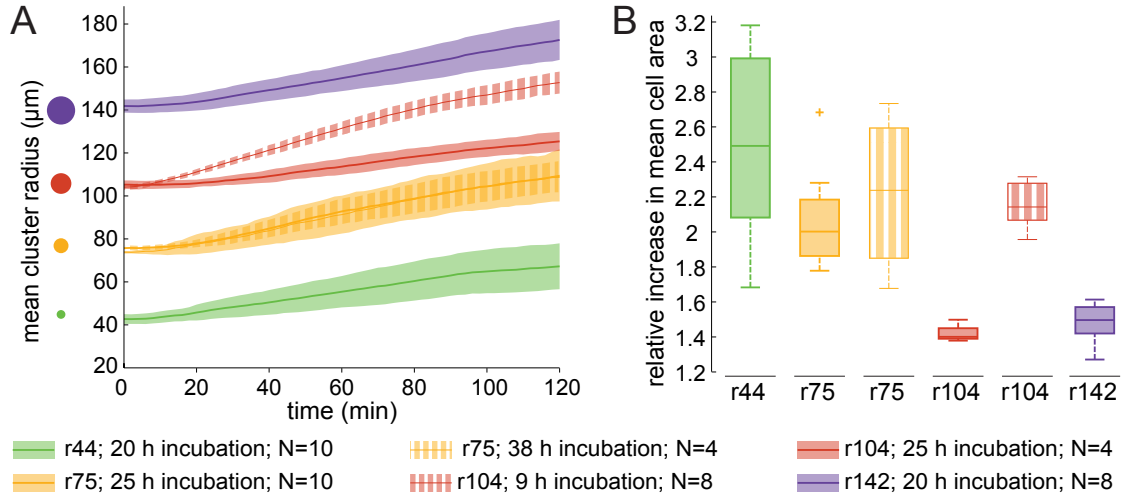 A
mean cluster radius (µm)
180
160
140
120
100
80
60
40
20
0 20 40 60 80 100 120
time (min)
B
relative increase in mean cell area
3.2
3
2.8
2.6
2.4
2.2
2
1.8
1.6
1.4
1.2
r44 r75 r75 r104 r104 r142
r44; 20 h incubation; N=10
r75; 38 h incubation; N=4
r104; 25 h incubation; N=4
r75; 25 h incubation; N=10
r104; 9 h incubation; N=8
r142; 20 h incubation; N=8